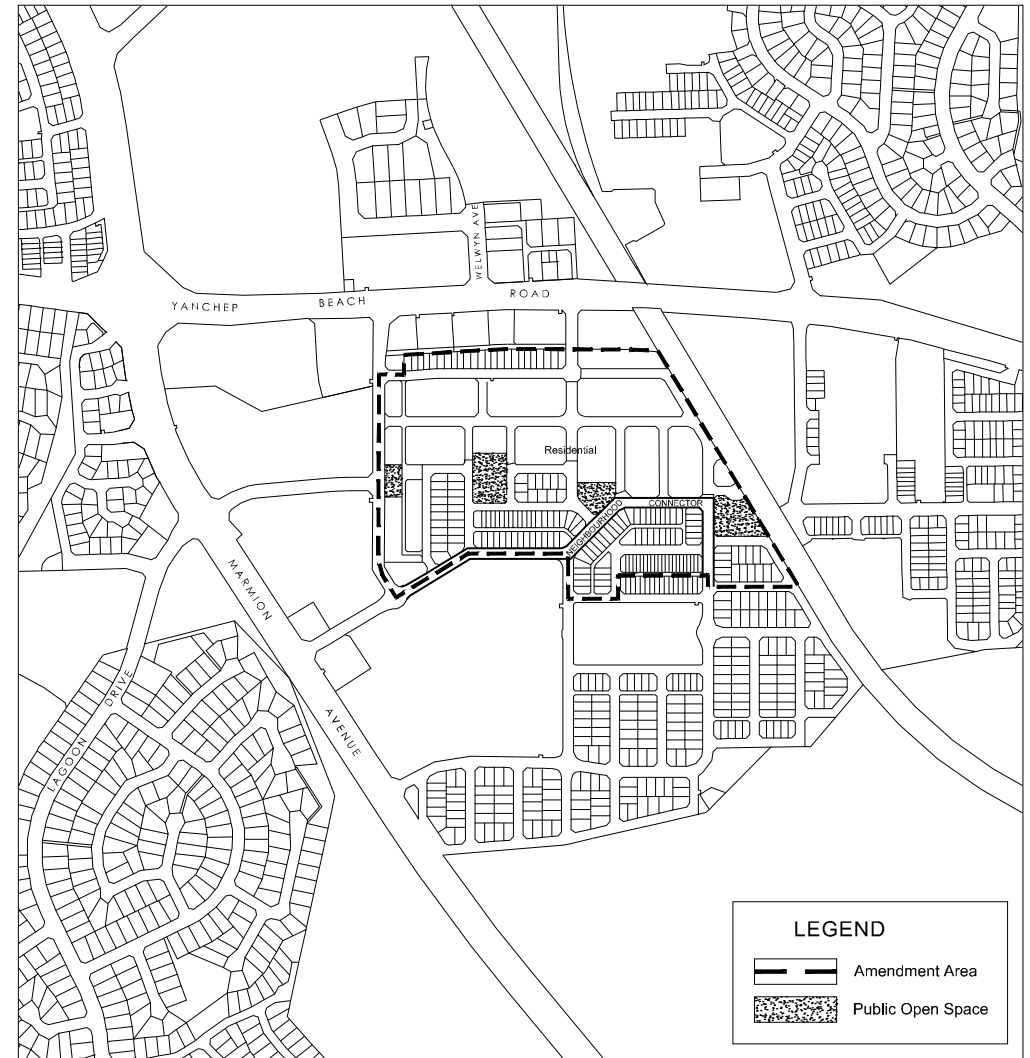 WELWYN AVE
YANCHEP BEACH ROAD
Residential
NEIGHBOURHOOD CONNECTOR
MARMION AVENUE
LAGOON DRIVE
LEGEND
Amendment Area
Public Open Space